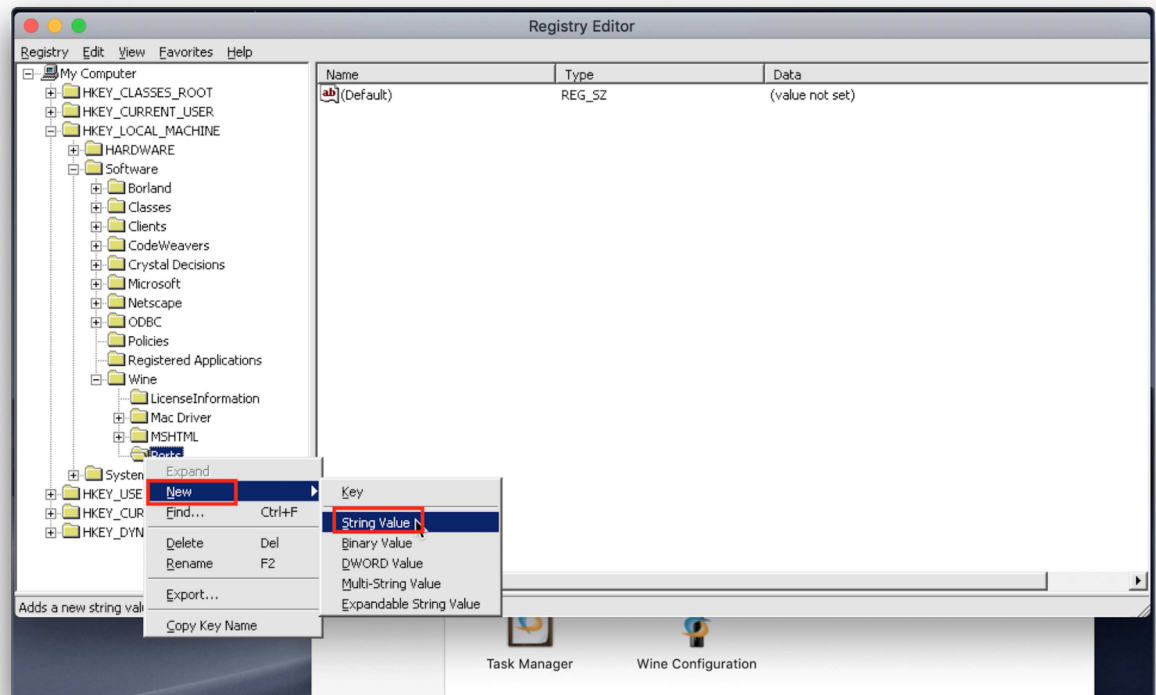 Registry Editor
Registry Edit View Favorites Help
My Computer
HKEY_CLASSES_ROOT
HKEY_CURRENT_USER
HKEY_LOCAL_MACHINE
HARDWARE
Software
Borland
Classes
Clients
CodeWeavers
Crystal Decisions
Microsoft
Netscape
ODBC
Policies
Registered Applications
Wine
LicenseInformation
Mac Driver
MSHTML
Ports
System
HKEY_USE
HKEY_CUR
HKEY_DYN
Name Type Data
ab (Default) REG_SZ (value not set)
Expand
New
Find... Ctrl+F
Delete Del
Rename F2
Export...
Copy Key Name
Key
String Value
Binary Value
DWORD Value
Multi-String Value
Expandable String Value
Adds a new string val
Task Manager Wine Configuration